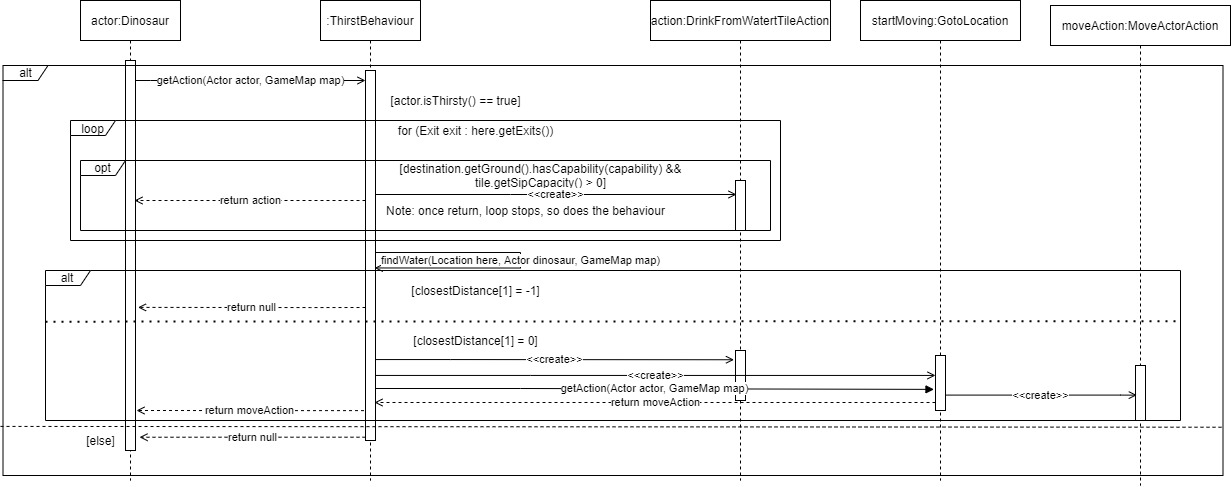 actor:Dinosaur
:ThirstBehaviour
action:DrinkFromWatertTileAction
startMoving:GotoLocation
moveAction:MoveActorAction
alt
getAction(Actor actor, GameMap map)
[actor.isThirsty() == true]
loop
for (Exit exit : here.getExits())
opt
[destination.getGround().hasCapability(capability) &&
tile.getSipCapacity() > 0]
<<create>>
return action
Note: once return, loop stops, so does the behaviour
findWater(Location here, Actor dinosaur, GameMap map)
alt
[closestDistance[1] = -1]
return null
[closestDistance[1] = 0]
<<create>>
<<create>>
getAction(Actor actor, GameMap map)
<<create>>
return moveAction
return moveAction
[else]
return null